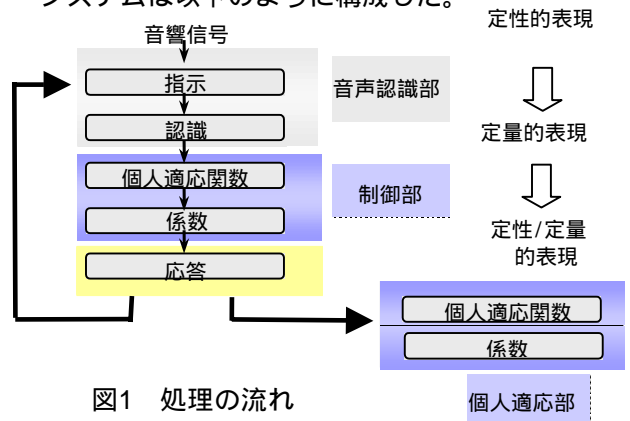 システムは以下のように構成した。
音響信号
指示
認識
音声認識部
個人適応関数
係数
制御部
応答
定性的表現
定量的表現
定性/定量
的表現
個人適応関数
係数
個人適応部
図1 処理の流れ